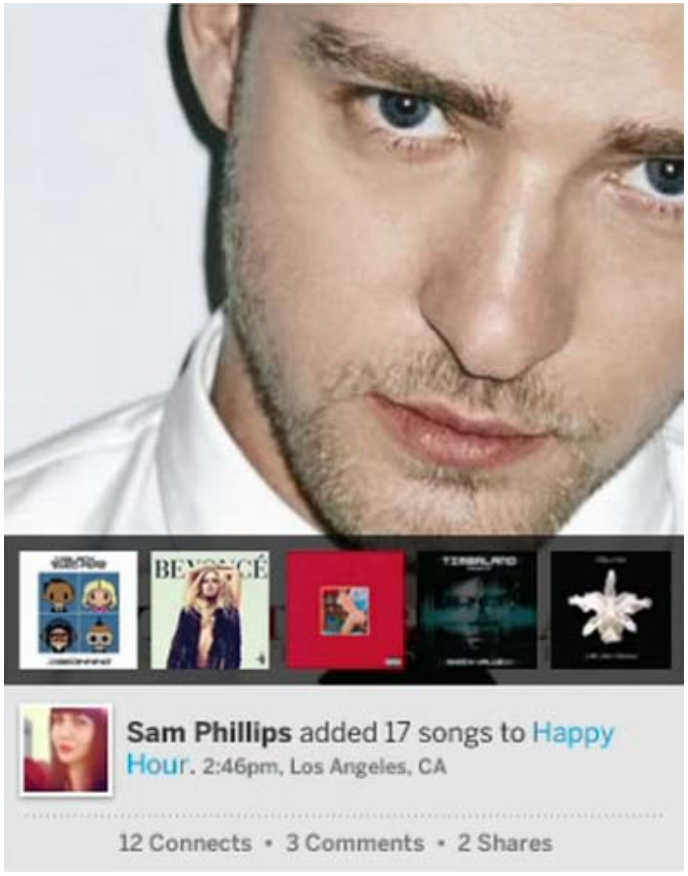 BEYONCÉ
4
TIMBALAND
Sam Phillips added 17 songs to Happy
Hour. 2:46pm, Los Angeles, CA
12 Connects • 3 Comments • 2 Shares